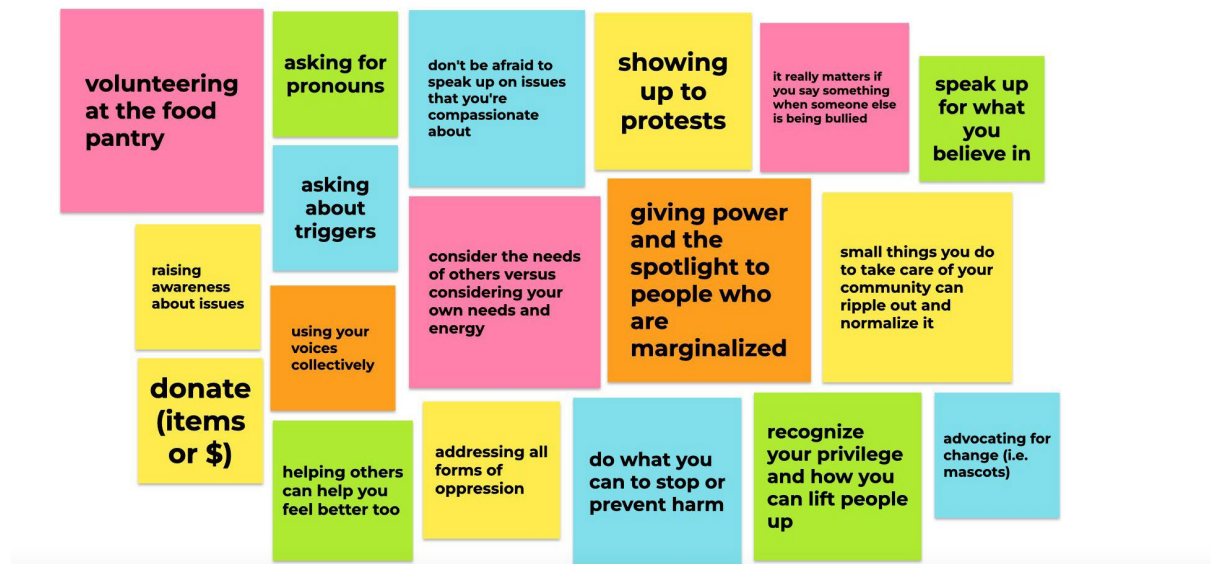 volunteering
at the food
pantry
asking for
pronouns
don't be afraid to
speak up on issues
that you're
compassionate
about
showing
up to
protests
it really matters if
you say something
when someone else
is being bullied
speak up
for what
you
believe in
asking
about
triggers
raising
awareness
about issues
using your
voices
collectively
consider the needs
of others versus
considering your
own needs and
energy
giving power
and the
spotlight to
people who
are
marginalized
small things you do
to take care of your
community can
ripple out and
normalize it
donate
(items
or $)
helping others
can help you
feel better too
addressing all
forms of
oppression
do what you
can to stop or
prevent harm
recognize
your privilege
and how you
can lift people
up
advocating for
change (i.e.
mascots)